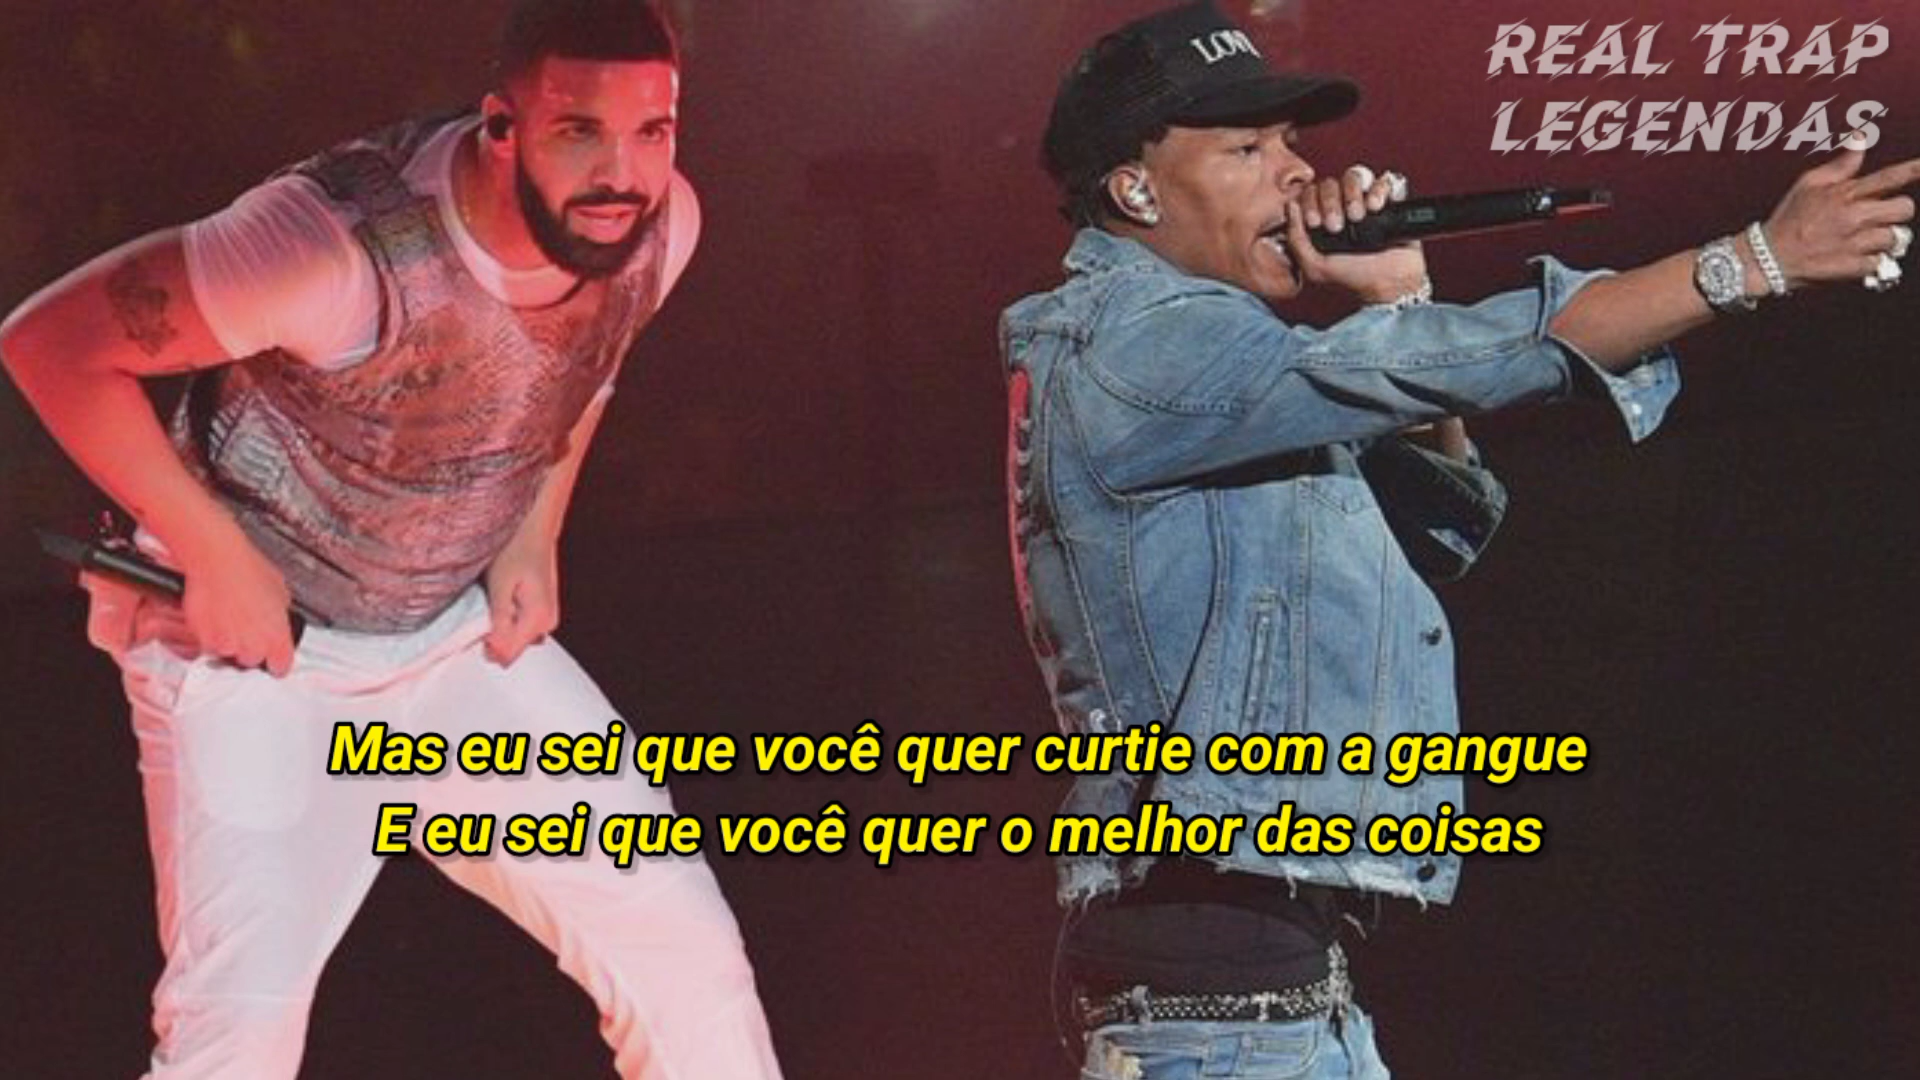 REAL TRAP
LEGENDAS
Mas eu sei que você quer curtie com a gangue
E eu sei que você quer o melhor das coisas